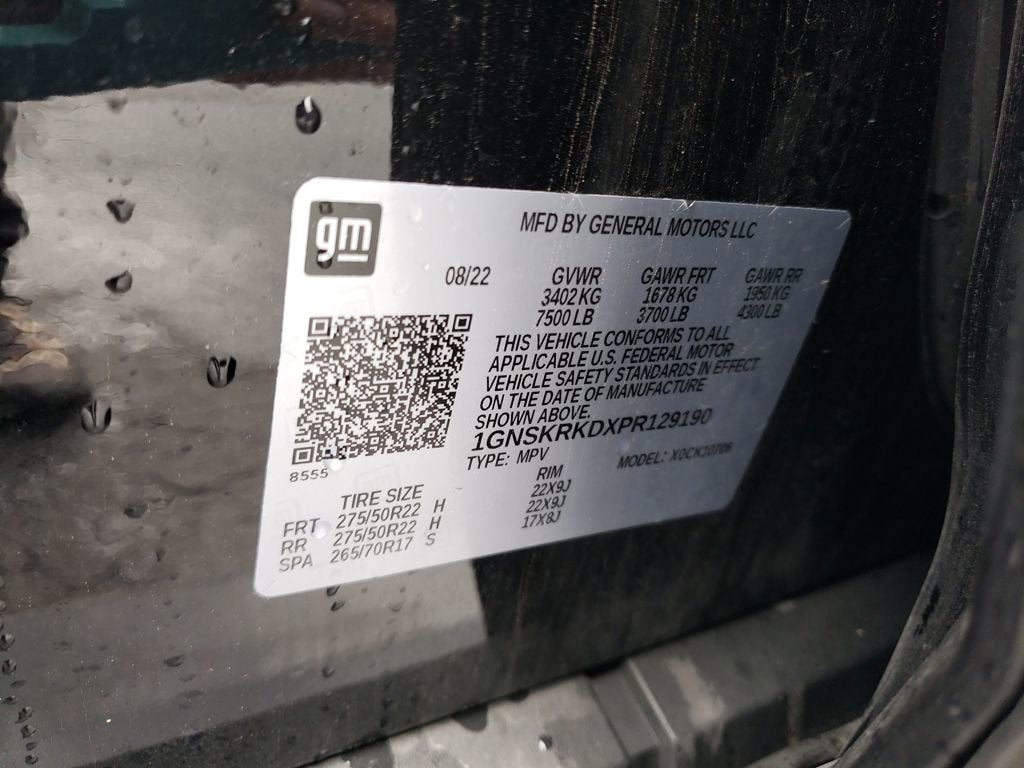 gm
MFD BY GENERAL MOTORS LLC
08/22 GVWR GAWR FRT GAWR RR
3402 KG 1678 KG 1950 KG
7500 LB 3700 LB 4300 LB
THIS VEHICLE CONFORMS TO ALL
APPLICABLE U.S. FEDERAL MOTOR
VEHICLE SAFETY STANDARDS IN EFFECT
ON THE DATE OF MANUFACTURE
SHOWN ABOVE.
1GNSKRKDXPR129190
TYPE: MPV MODEL: X0CK10706
8555
TIRE SIZE RIM
FRT 275/50R22 H 22X9J
RR 275/50R22 H 22X9J
SPA 265/70R17 S 17X8J